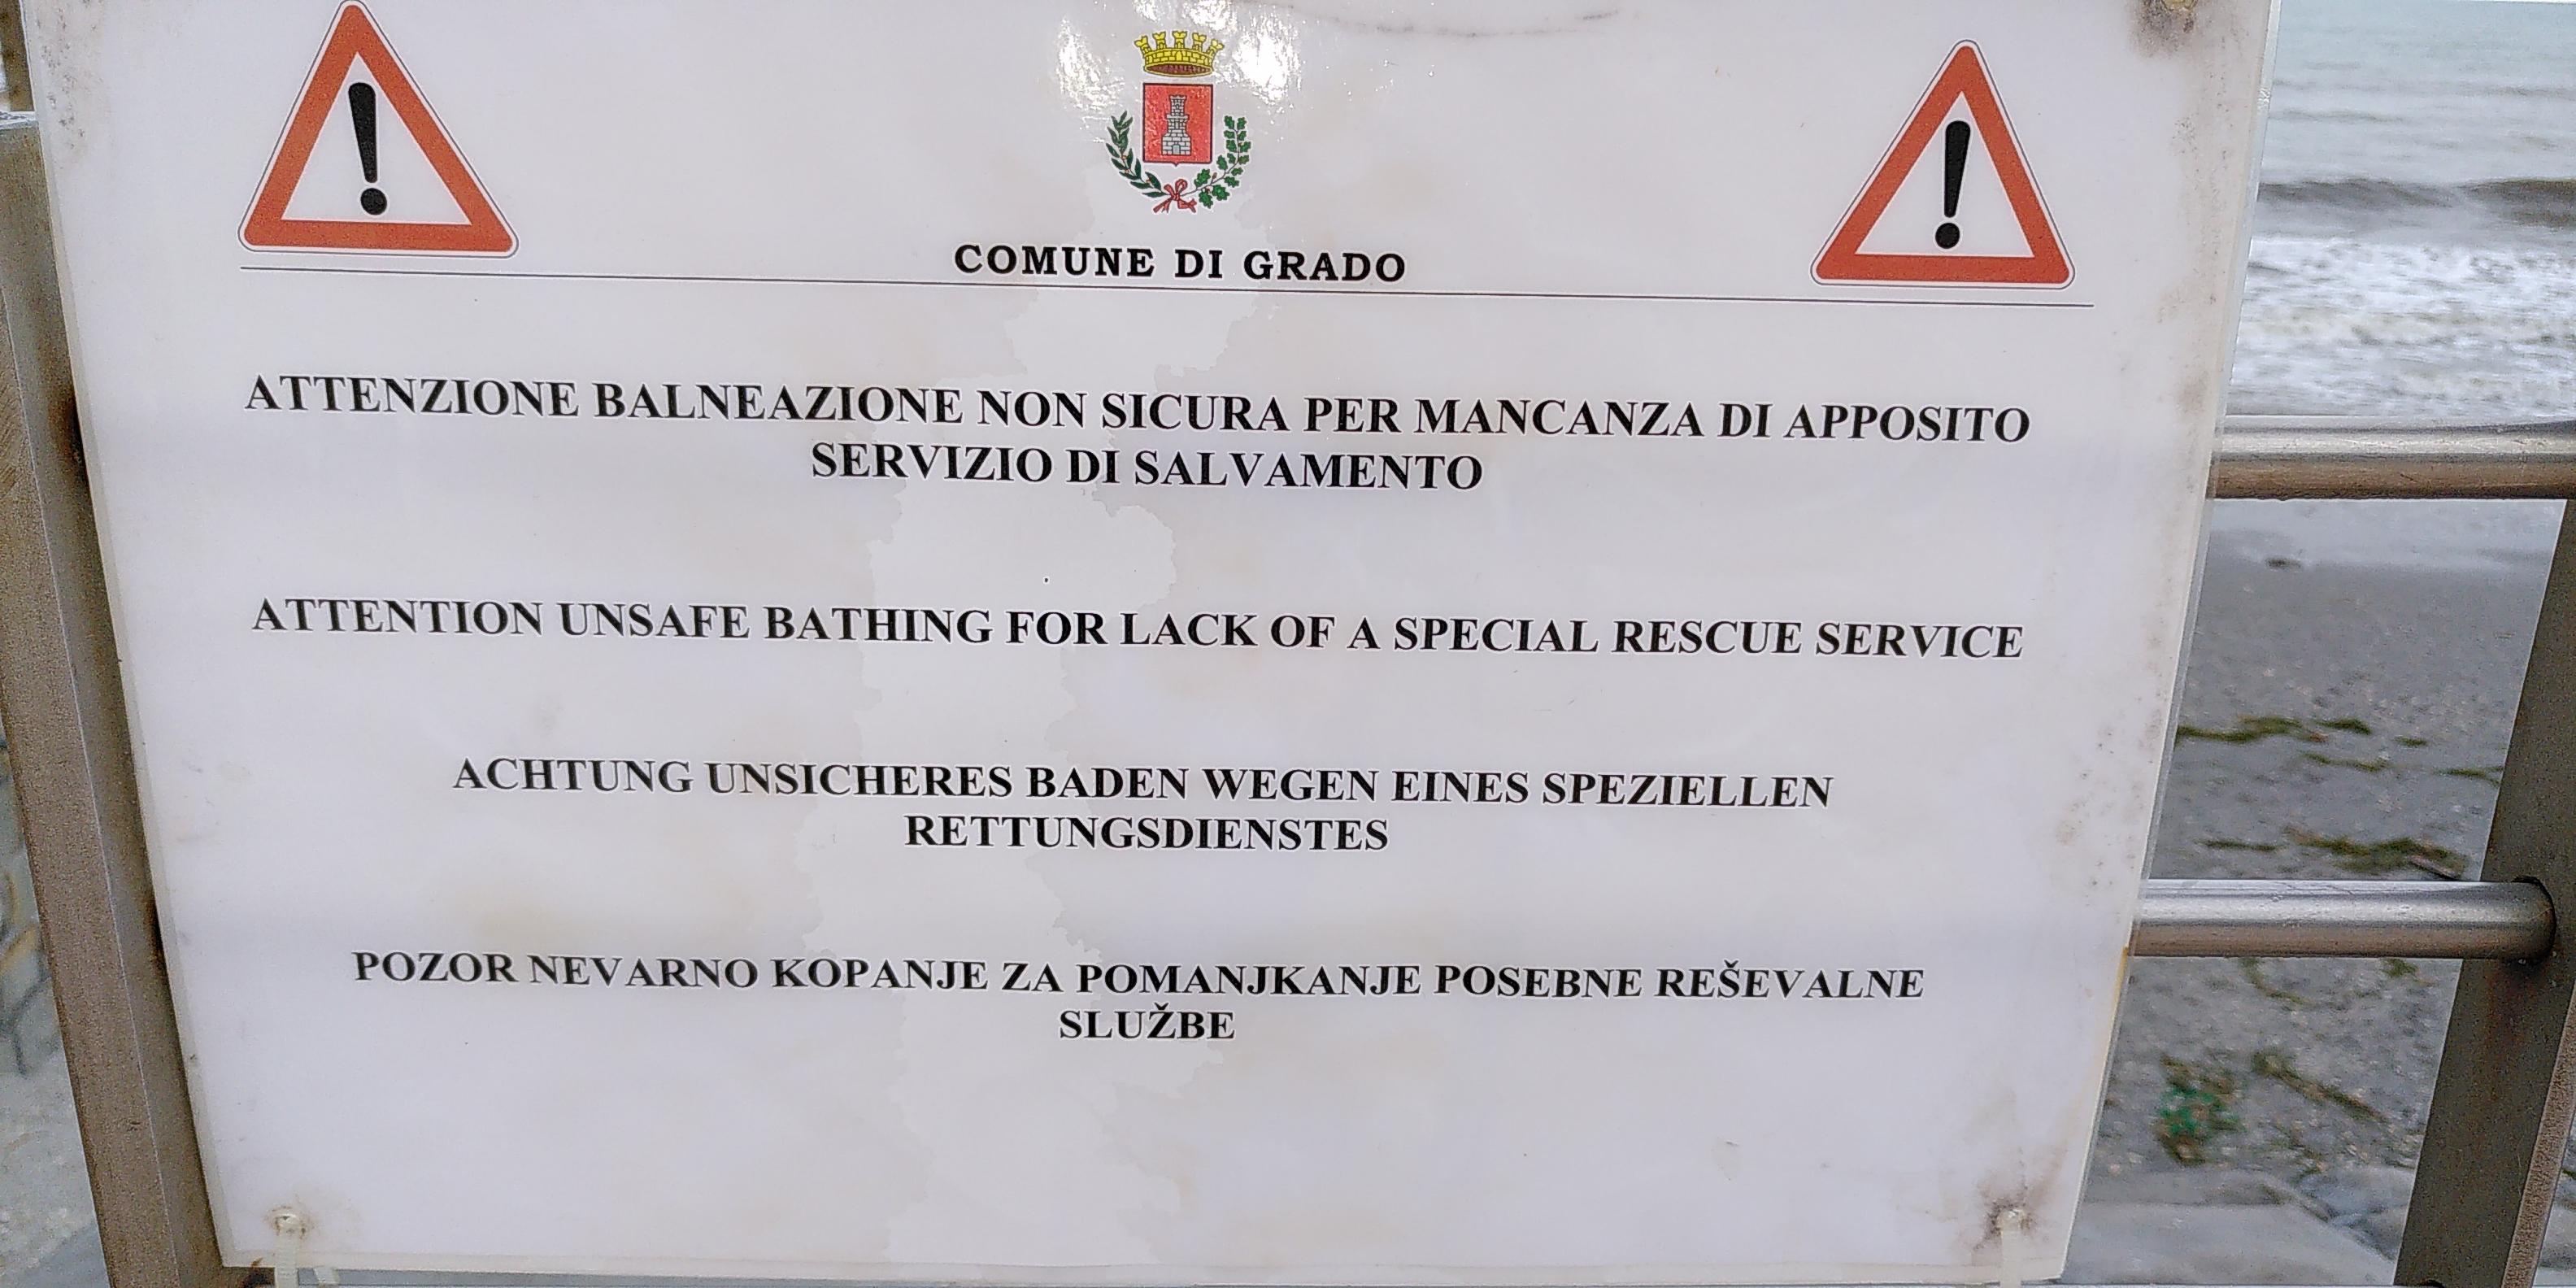 COMUNE DI GRADO
ATTENZIONE BALNEAZIONE NON SICURA PER MANCANZA DI APPOSITO
SERVIZIO DI SALVAMENTO
ATTENTION UNSAFE BATHING FOR LACK OF A SPECIAL RESCUE SERVICE
ACHTUNG UNSICHERES BADEN WEGEN EINES SPEZIELLEN
RETTUNGSDIENSTES
POZOR NEVARNO KOPANJE ZA POMANJKANJE POSEBNE REŠEVALNE
SLUŽBE